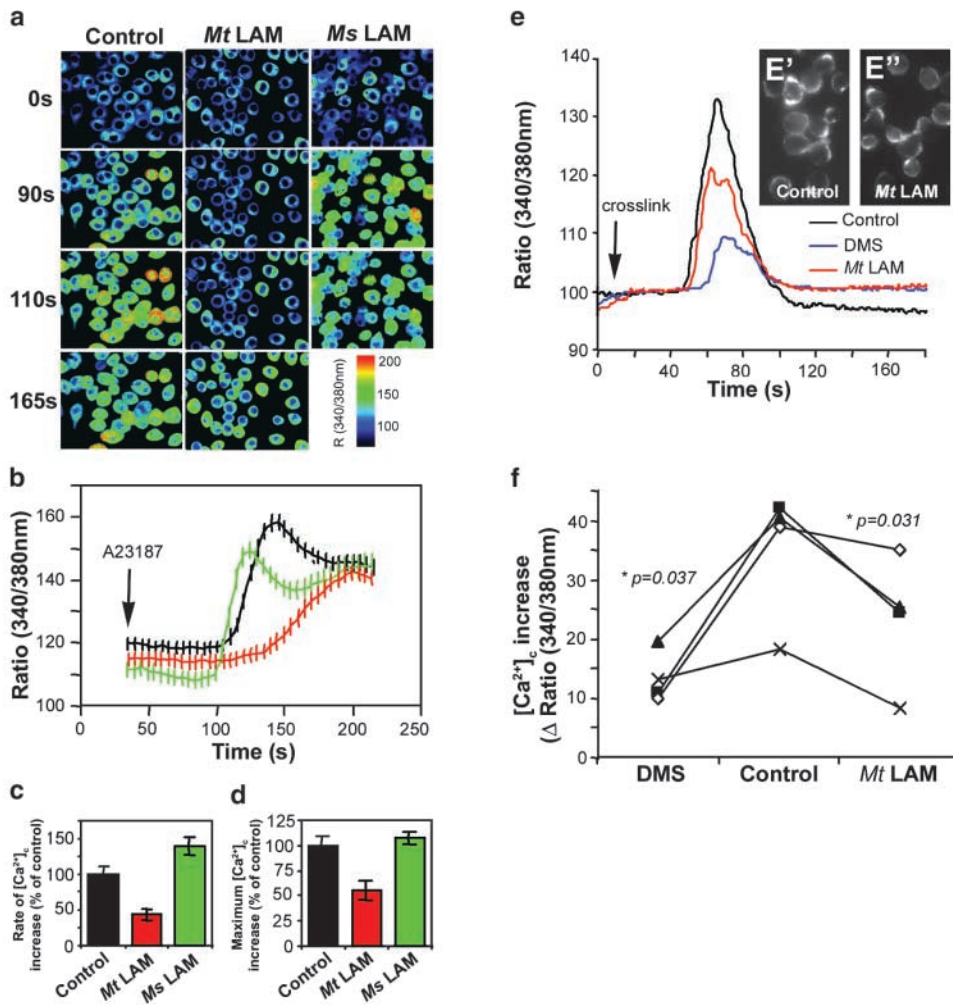 a
Control Mt LAM Ms LAM
0s
90s
110s
165s
R (340/380nm)
200
150
100
b
Ratio (340/380nm)
160
140
120
100
A23187
0 50 100 150 200 250
Time (s)
c
Rate of [Ca²⁺]c
increase (% of control)
150
100
50
0
Control
Mt LAM
Ms LAM
d
Maximum [Ca²⁺]c
increase (% of control)
125
100
75
50
25
0
Control
Mt LAM
Ms LAM
e
Ratio (340/380nm)
140
130
120
110
100
90
crosslink
E'
Control
E''
Mt LAM
Control
DMS
Mt LAM
0 40 80 120 160
Time (s)
f
[Ca²⁺]c increase
(Δ Ratio (340/380nm)
40
30
20
10
0
* p=0.037
* p=0.031
DMS Control Mt LAM